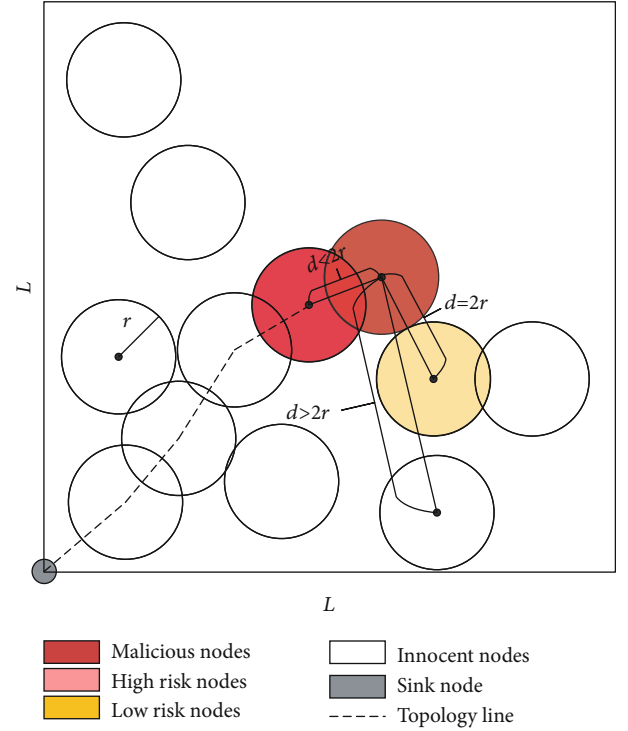 d<2r
d=2r
L
r
d>2r
L
Malicious nodes
High risk nodes
Low risk nodes
Innocent nodes
Sink node
Topology line